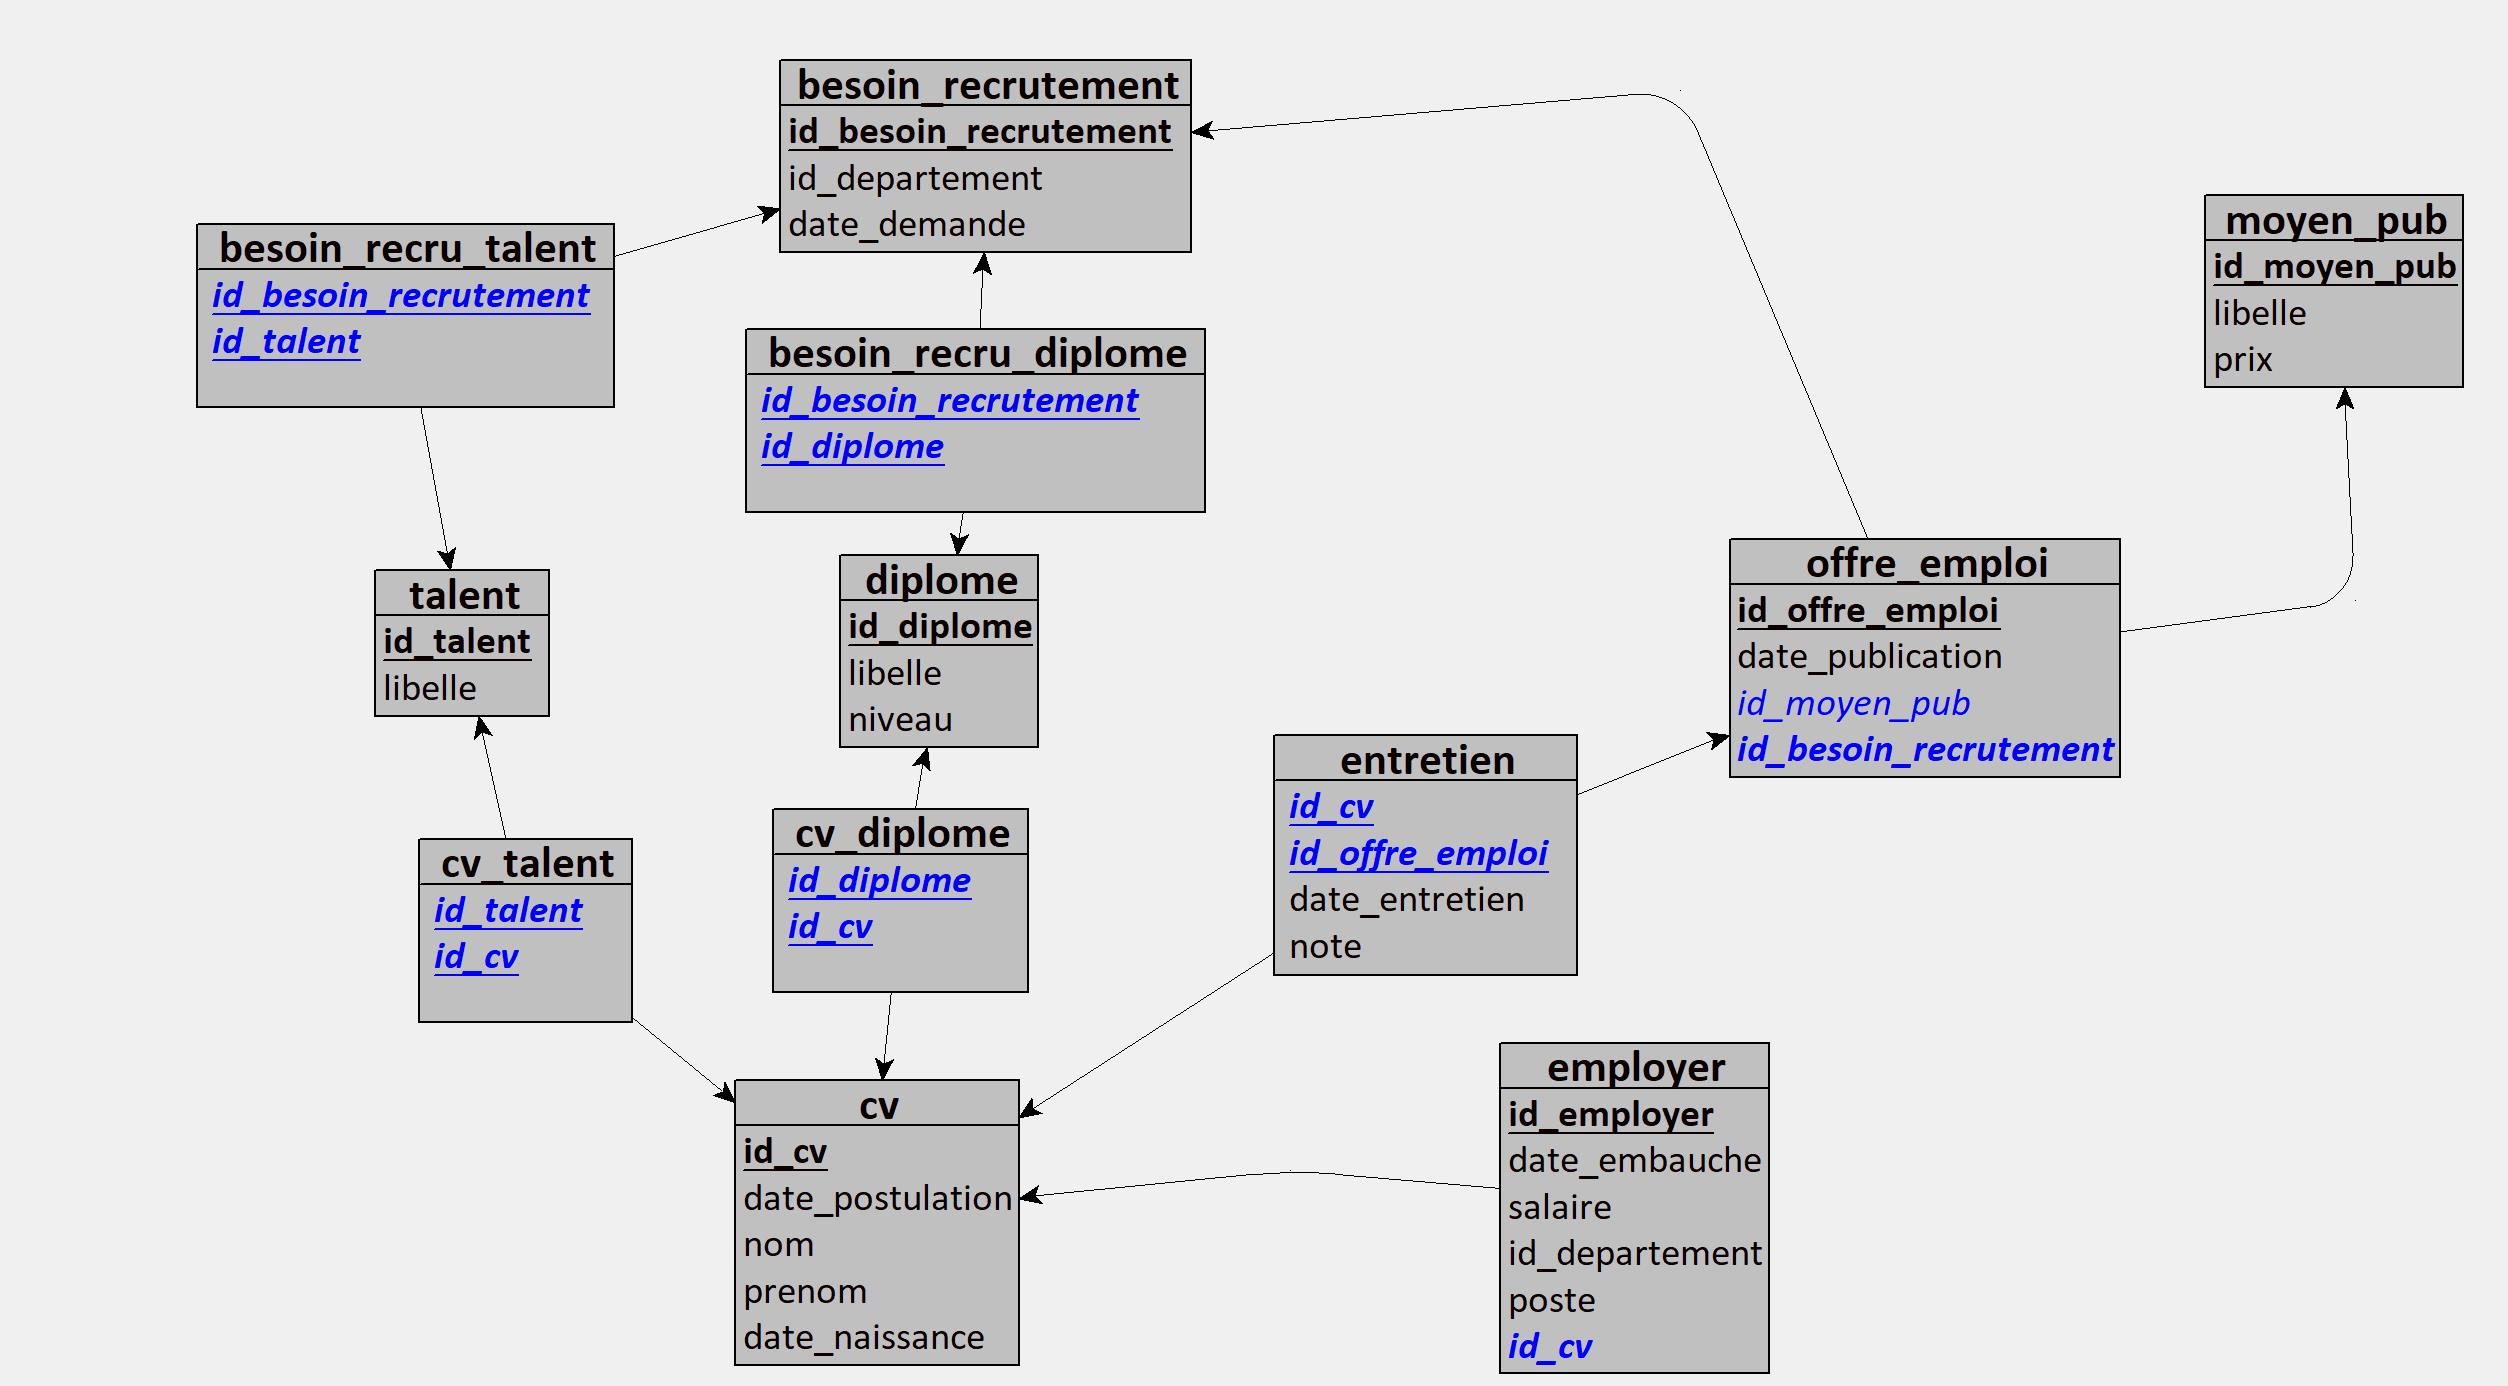 besoin_recrutement
id_besoin_recrutement
id_departement
date_demande
moyen_pub
id_moyen_pub
libelle
prix
besoin_recru_talent
id_besoin_recrutement
id_talent
besoin_recru_diplome
id_besoin_recrutement
id_diplome
talent
id_talent
libelle
diplome
id_diplome
libelle
niveau
offre_emploi
id_offre_emploi
date_publication
id_moyen_pub
id_besoin_recrutement
entretien
id_cv
id_offre_emploi
date_entretien
note
cv_talent
id_talent
id_cv
cv_diplome
id_diplome
id_cv
cv
id_cv
date_postulation
nom
prenom
date_naissance
employer
id_employer
date_embauche
salaire
id_departement
poste
id_cv